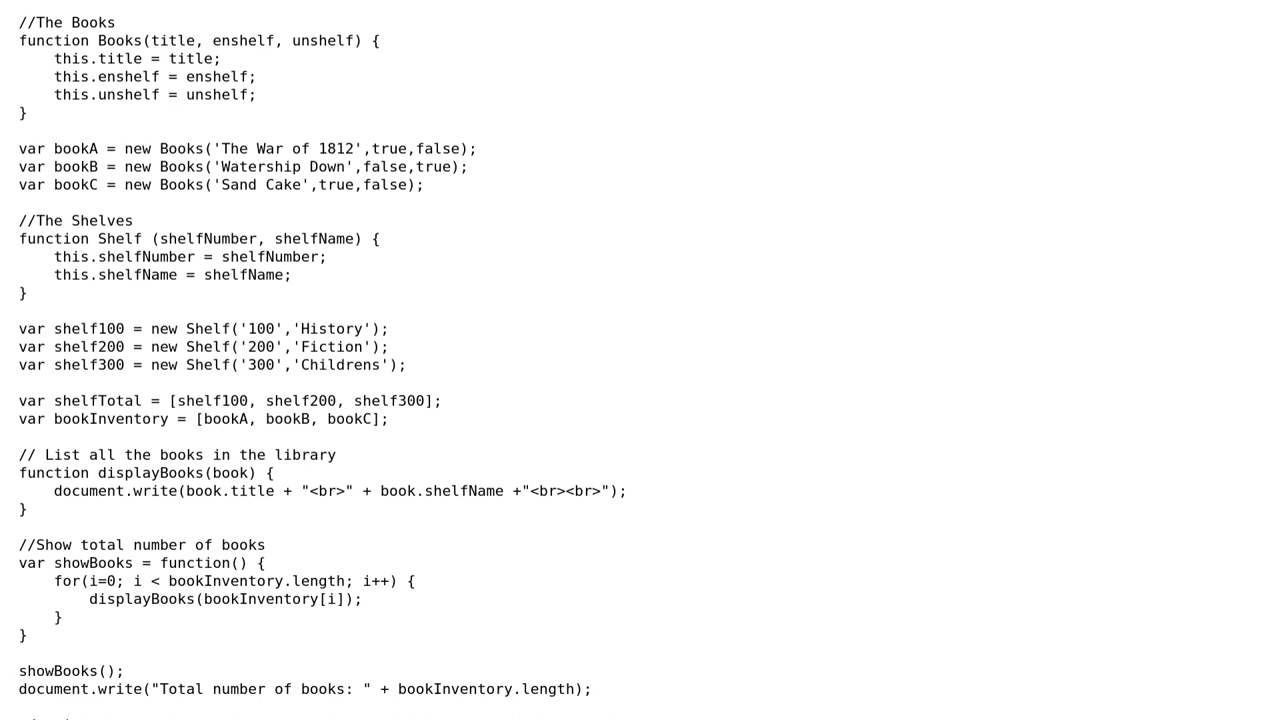 //The Books
function Books(title, enshelf, unshelf) {
    this.title = title;
    this.enshelf = enshelf;
    this.unshelf = unshelf;
}

var bookA = new Books('The War of 1812',true,false);
var bookB = new Books('Watership Down',false,true);
var bookC = new Books('Sand Cake',true,false);

//The Shelves
function Shelf (shelfNumber, shelfName) {
    this.shelfNumber = shelfNumber;
    this.shelfName = shelfName;
}

var shelf100 = new Shelf('100','History');
var shelf200 = new Shelf('200','Fiction');
var shelf300 = new Shelf('300','Childrens');

var shelfTotal = [shelf100, shelf200, shelf300];
var bookInventory = [bookA, bookB, bookC];

// List all the books in the library
function displayBooks(book) {
    document.write(book.title + "<br>" + book.shelfName +"<br><br>");
}

//Show total number of books
var showBooks = function() {
    for(i=0; i < bookInventory.length; i++) {
        displayBooks(bookInventory[i]);
    }
}

showBooks();
document.write("Total number of books: " + bookInventory.length);